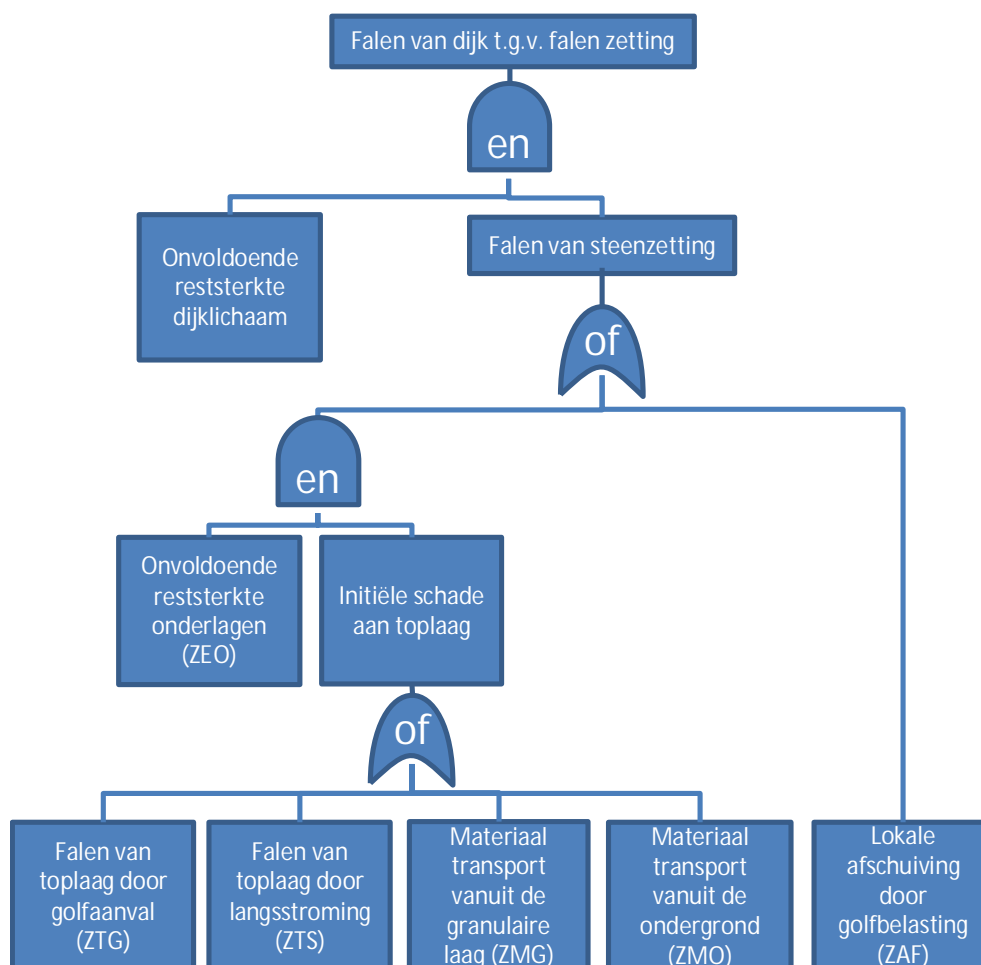 Falen van dijk t.g.v. falen zetting
en
Onvoldoende
reststerkte
dijklichaam
Falen van steenzetting
of
en
Onvoldoende
reststerkte
onderlagen
(ZEO)
Initiële schade
aan toplaag
of
Falen van
toplaag door
golfaanval
(ZTG)
Falen van
toplaag door
langsstroming
(ZTS)
Materiaal
transport
vanuit de
granulaire
laag (ZMG)
Materiaal
transport
vanuit de
ondergrond
(ZMO)
Lokale
afschuiving
door
golfbelasting
(ZAF)